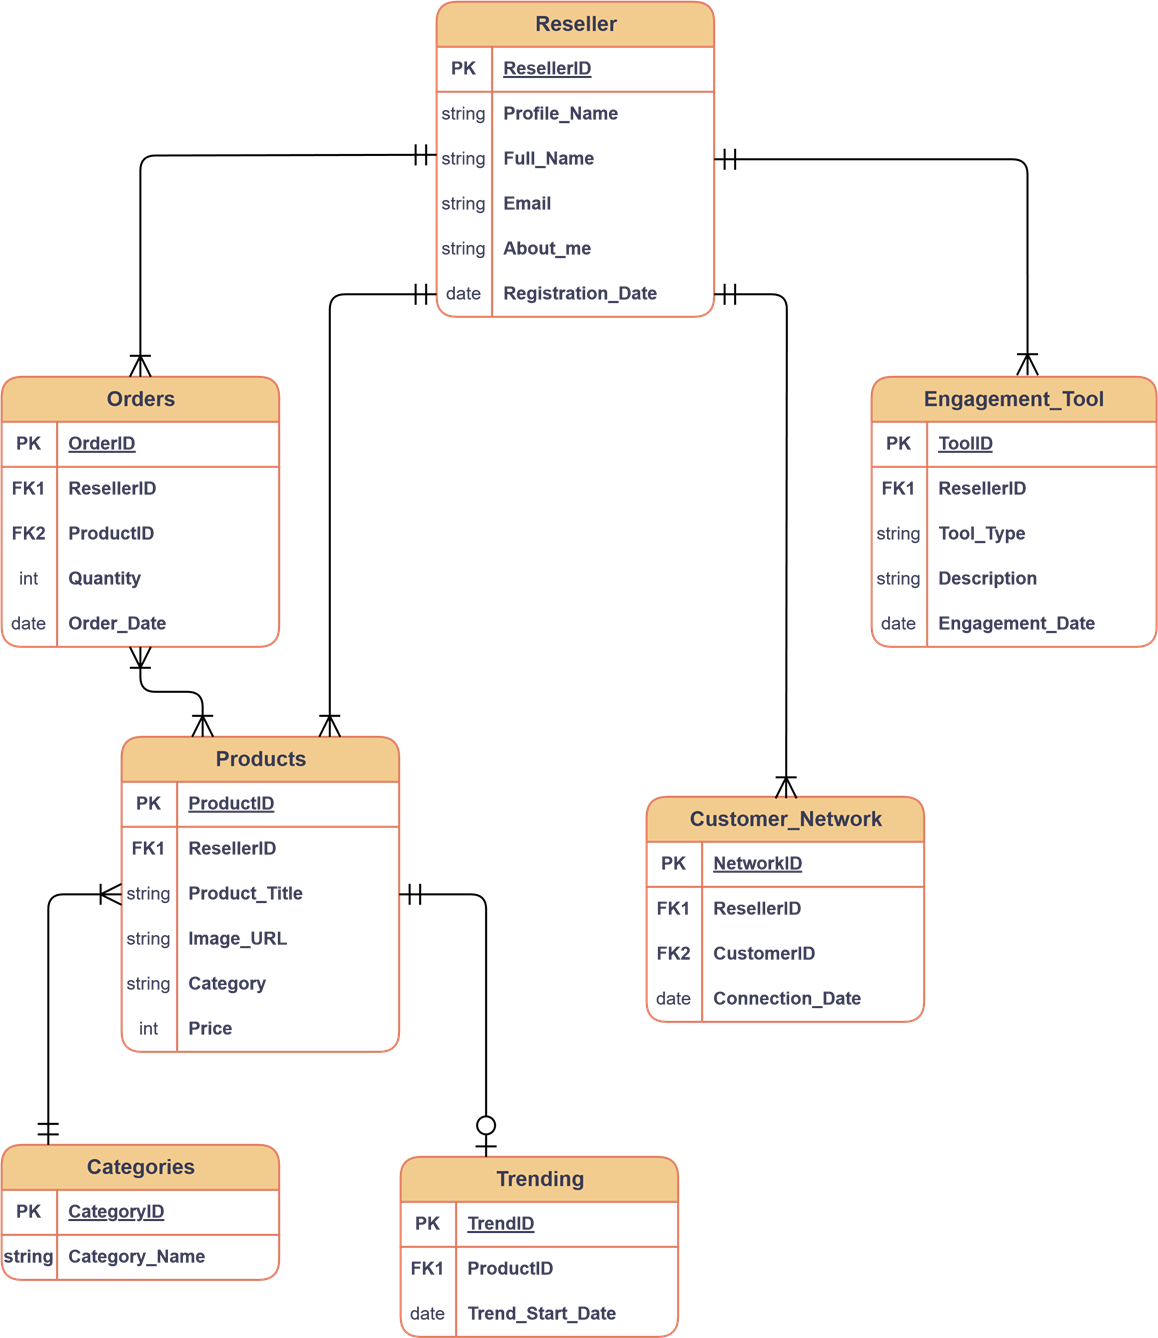 Reseller
PK ResellerID
string Profile_Name
string Full_Name
string Email
string About_me
date Registration_Date
Orders
PK OrderID
FK1 ResellerID
FK2 ProductID
int Quantity
date Order_Date
Engagement_Tool
PK ToolID
FK1 ResellerID
string Tool_Type
string Description
date Engagement_Date
Products
PK ProductID
FK1 ResellerID
string Product_Title
string Image_URL
string Category
int Price
Customer_Network
PK NetworkID
FK1 ResellerID
FK2 CustomerID
date Connection_Date
Categories
PK CategoryID
string Category_Name
Trending
PK TrendID
FK1 ProductID
date Trend_Start_Date